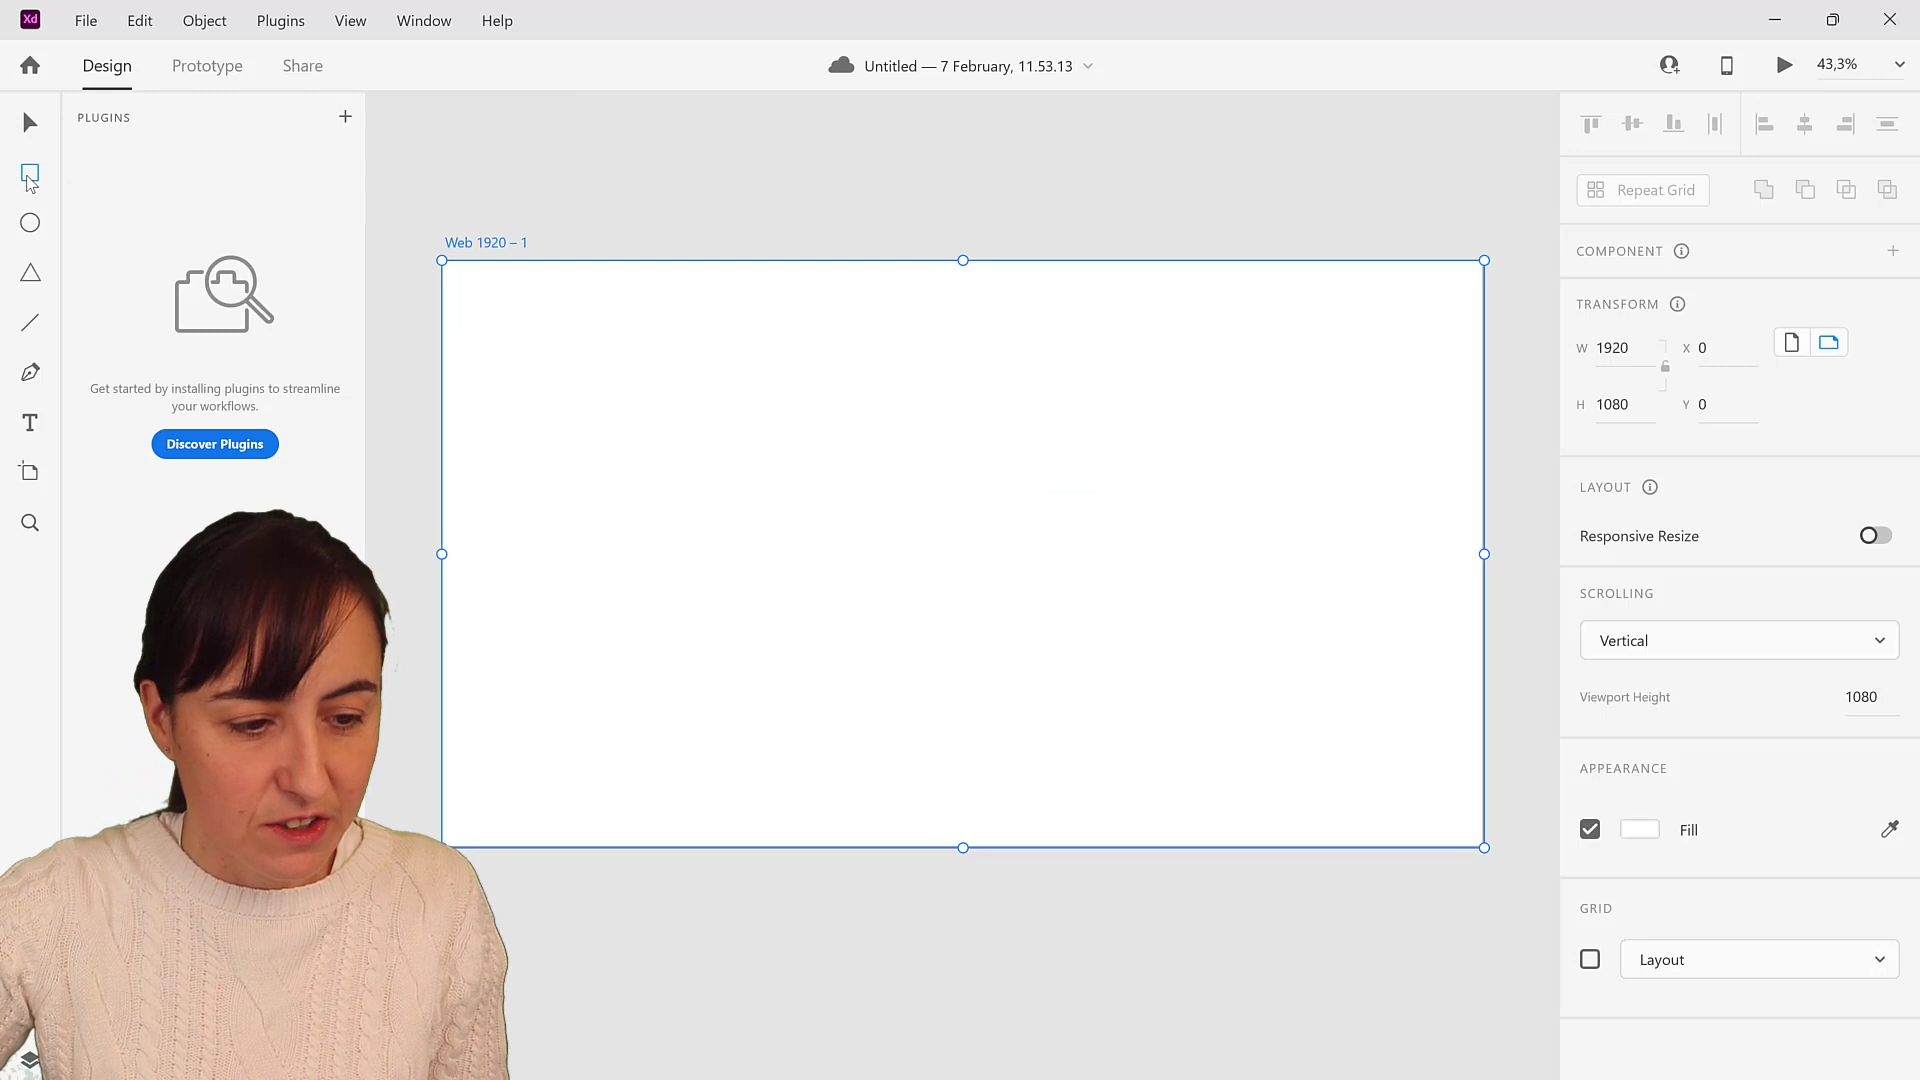 Xd File Edit Object Plugins View Window Help
Design Prototype Share Untitled — 7 February, 11.53.13 43,3%
PLUGINS
Get started by installing plugins to streamline
your workflows.
Discover Plugins
Web 1920 – 1
Repeat Grid
COMPONENT
TRANSFORM
W 1920 X 0
H 1080 Y 0
LAYOUT
Responsive Resize
SCROLLING
Vertical
Viewport Height 1080
APPEARANCE
Fill
GRID
Layout